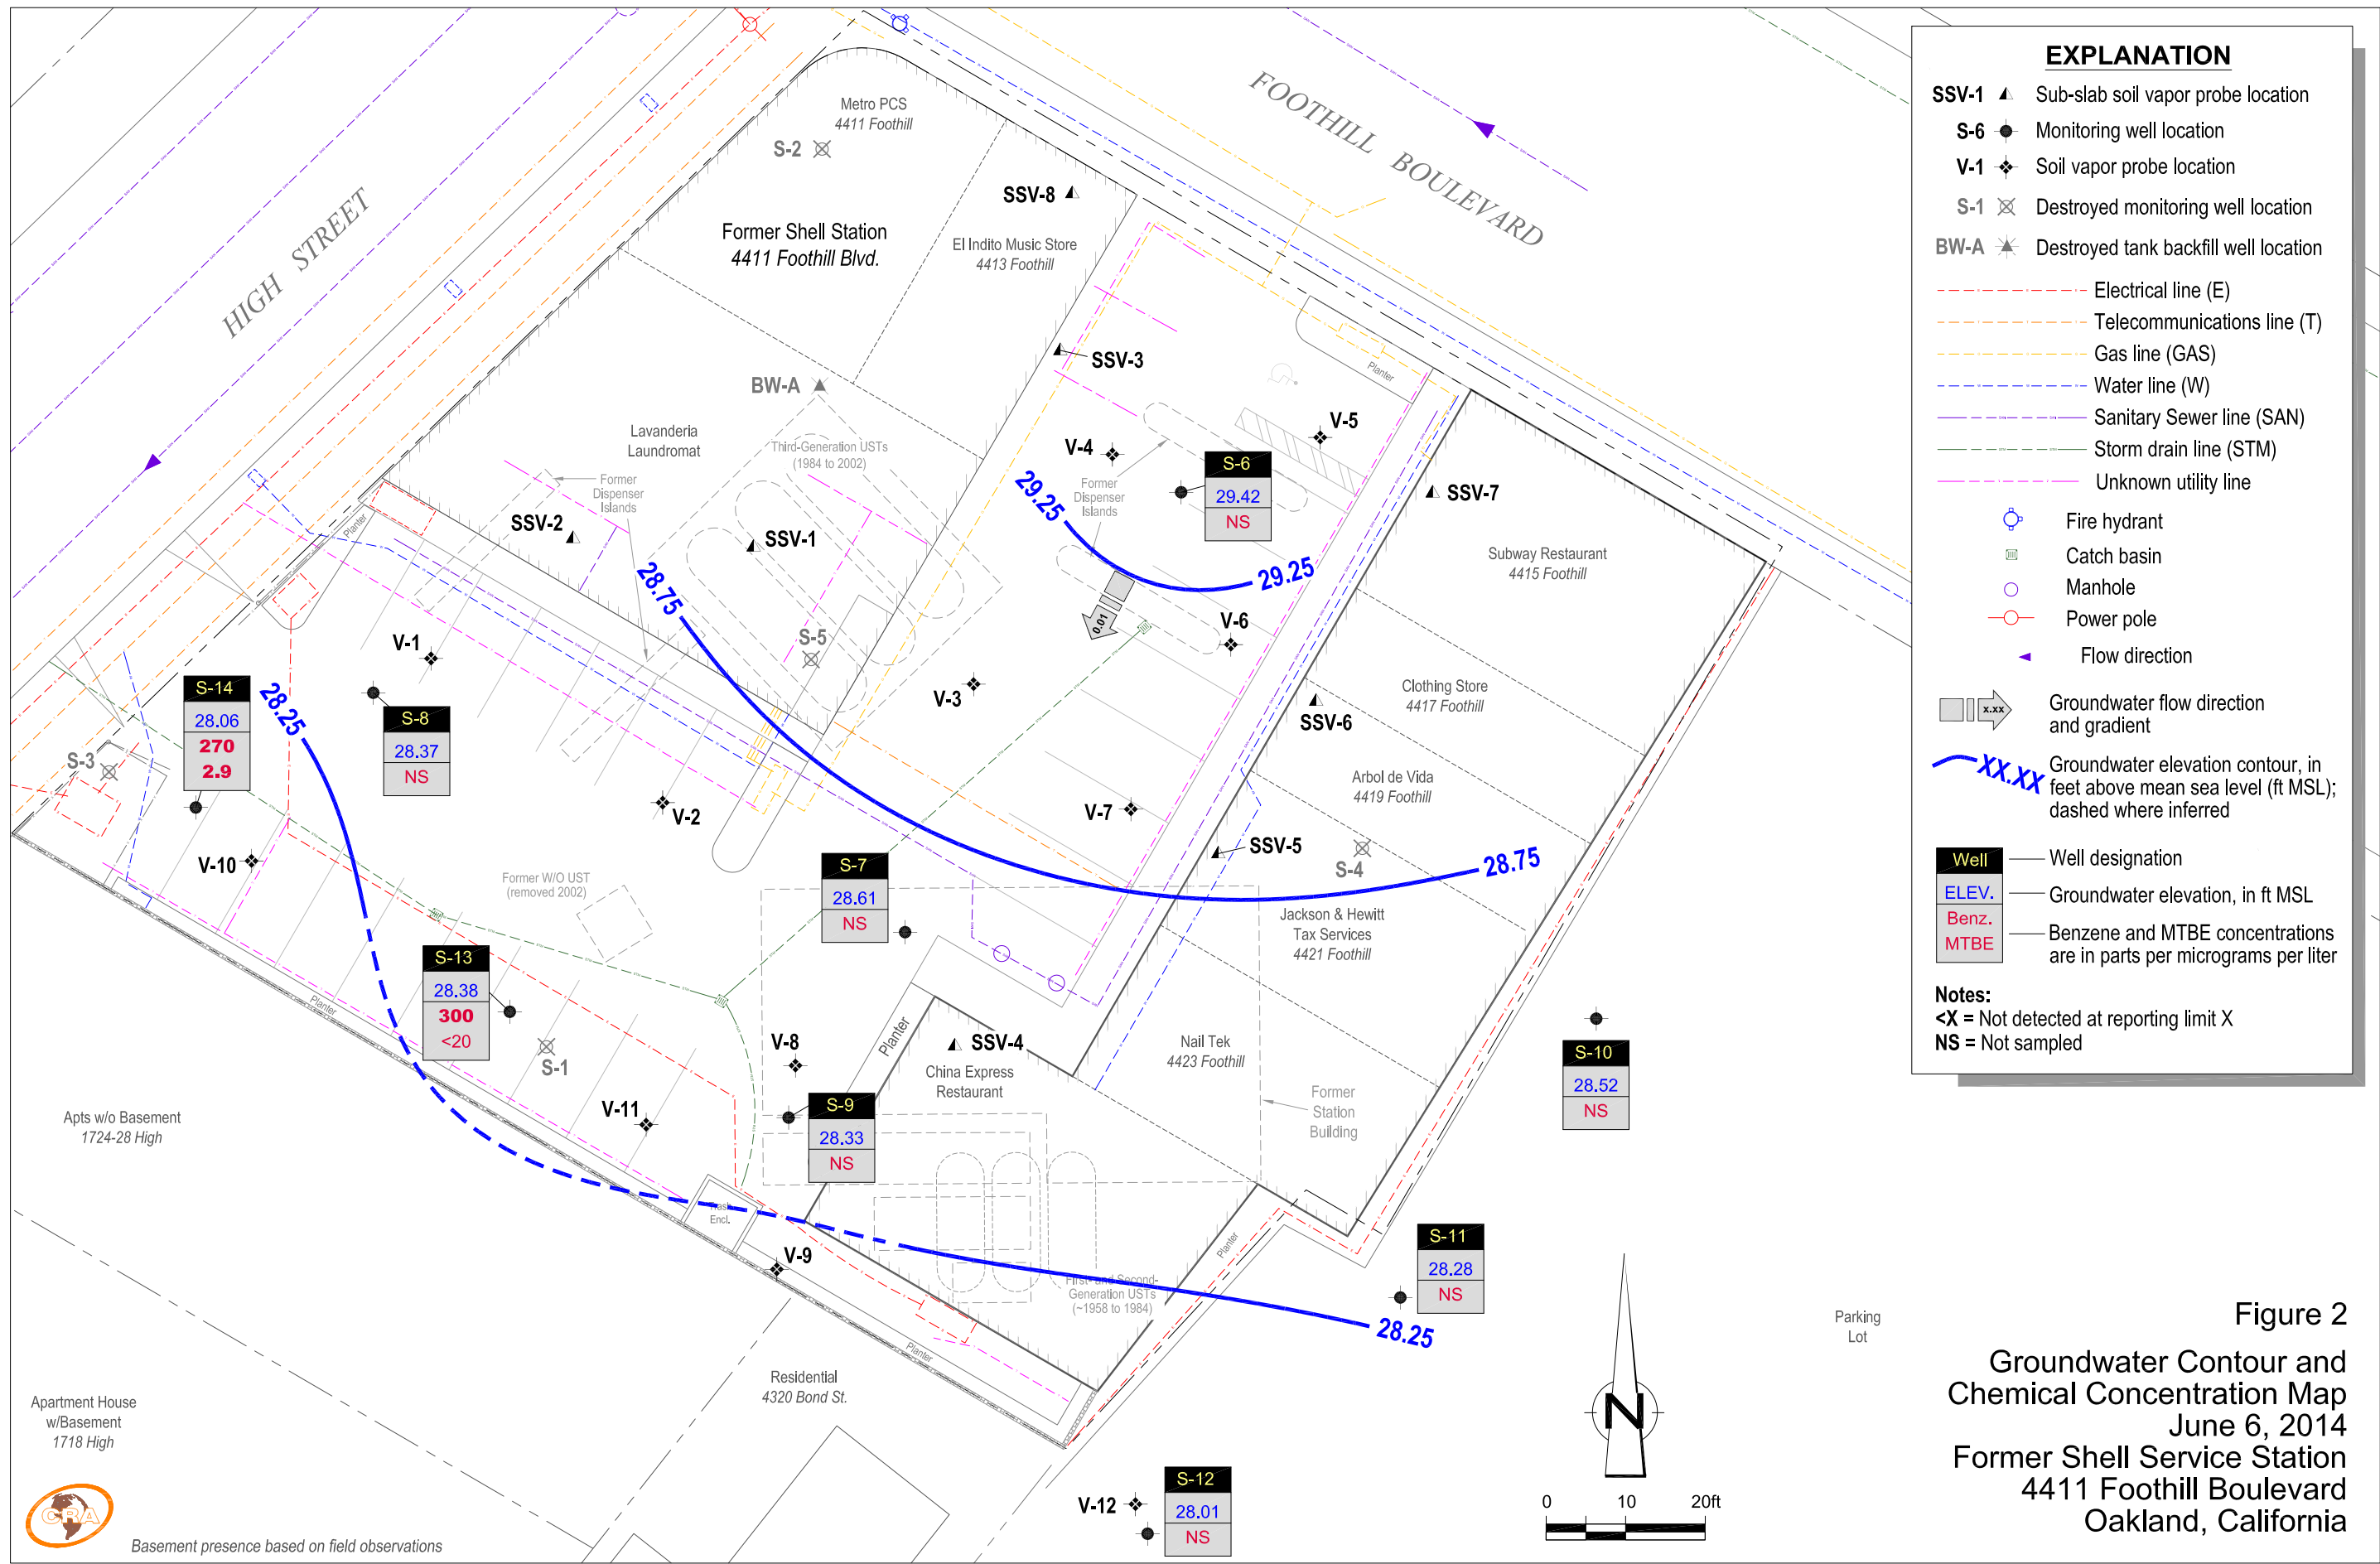 HIGH STREET
FOOTHILL BOULEVARD
Metro PCS
4411 Foothill
S-2
SSV-8
Former Shell Station
4411 Foothill Blvd.
El Indito Music Store
4413 Foothill
SSV-3
BW-A
Planter
Lavanderia
Laundromat
Third-Generation USTs
(1984 to 2002)
V-4
V-5
Former
Dispenser
Islands
Former
Dispenser
Islands
S-6
29.42
NS
29.25
29.25
SSV-7
SSV-2
SSV-1
Planter
Subway Restaurant
4415 Foothill
28.75
0.01
V-6
S-5
V-1
V-3
Clothing Store
4417 Foothill
SSV-6
S-14
28.06
270
2.9
28.25
S-8
28.37
NS
S-3
V-2
V-7
Arbol de Vida
4419 Foothill
SSV-5
S-4
28.75
V-10
Former W/O UST
(removed 2002)
S-7
28.61
NS
Jackson & Hewitt
Tax Services
4421 Foothill
S-13
28.38
300
<20
Planter
S-1
V-8
Planter
SSV-4
China Express
Restaurant
Nail Tek
4423 Foothill
Former
Station
Building
S-10
28.52
NS
Apts w/o Basement
1724-28 High
V-11
S-9
28.33
NS
Trash
Encl.
V-9
Planter
S-11
28.28
NS
First- and Second-
Generation USTs
(~1958 to 1984)
28.25
Planter
Residential
4320 Bond St.
Parking
Lot
Apartment House
w/Basement
1718 High
V-12
S-12
28.01
NS
CRA
Basement presence based on field observations
N
0 10 20ft
EXPLANATION
SSV-1 Sub-slab soil vapor probe location
S-6 Monitoring well location
V-1 Soil vapor probe location
S-1 Destroyed monitoring well location
BW-A Destroyed tank backfill well location
Electrical line (E)
Telecommunications line (T)
Gas line (GAS)
Water line (W)
Sanitary Sewer line (SAN)
Storm drain line (STM)
Unknown utility line
Fire hydrant
Catch basin
Manhole
Power pole
Flow direction
x.xx Groundwater flow direction
and gradient
XX.XX Groundwater elevation contour, in
feet above mean sea level (ft MSL);
dashed where inferred
Well Well designation
ELEV. Groundwater elevation, in ft MSL
Benz.
MTBE
Benzene and MTBE concentrations
are in parts per micrograms per liter
Notes:
<X = Not detected at reporting limit X
NS = Not sampled
Figure 2
Groundwater Contour and
Chemical Concentration Map
June 6, 2014
Former Shell Service Station
4411 Foothill Boulevard
Oakland, California